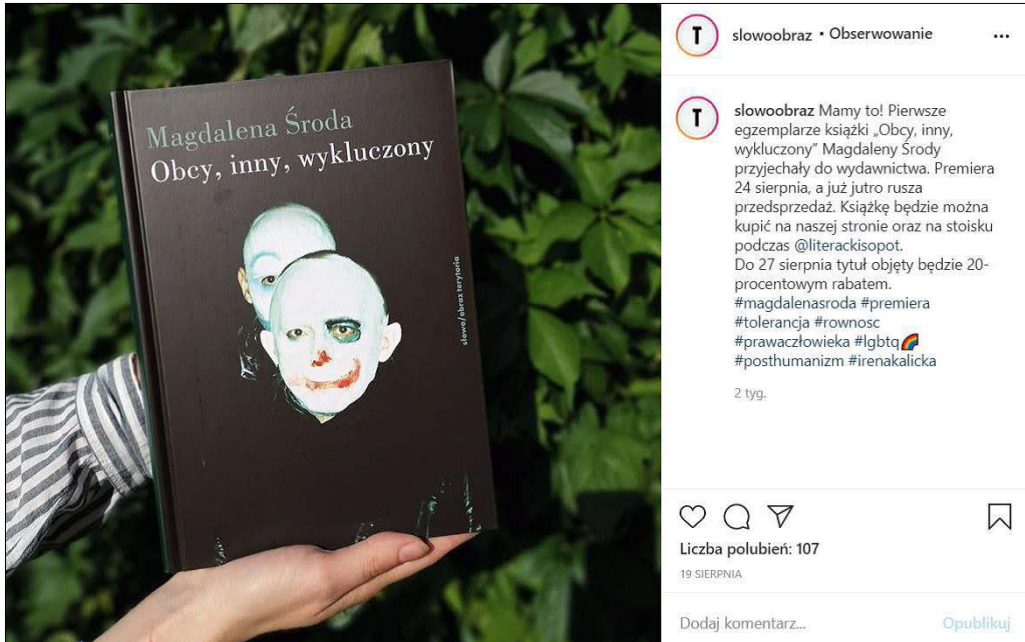 Magdalena Środa
Obcy, inny, wykluczony
słowo/obraz terytoria
slowoobraz • Obserwowanie
slowoobraz Mamy to! Pierwsze
egzemplarze książki „Obcy, inny,
wykluczony” Magdaleny Środy
przyjechały do wydawnictwa. Premiera
24 sierpnia, a już jutro rusza
przedsprzedaż. Książkę będzie można
kupić na naszej stronie oraz na stoisku
podczas @literackisopot.
Do 27 sierpnia tytuł objęty będzie 20-
procentowym rabatem.
#magdalenasroda #premiera
#tolerancja #rownosc
#prawaczłowieka #lgbtq🌈
#posthumanizm #irenakalicka
2 tyg.
Liczba polubień: 107
19 SIERPNIA
Dodaj komentarz...
Opublikuj